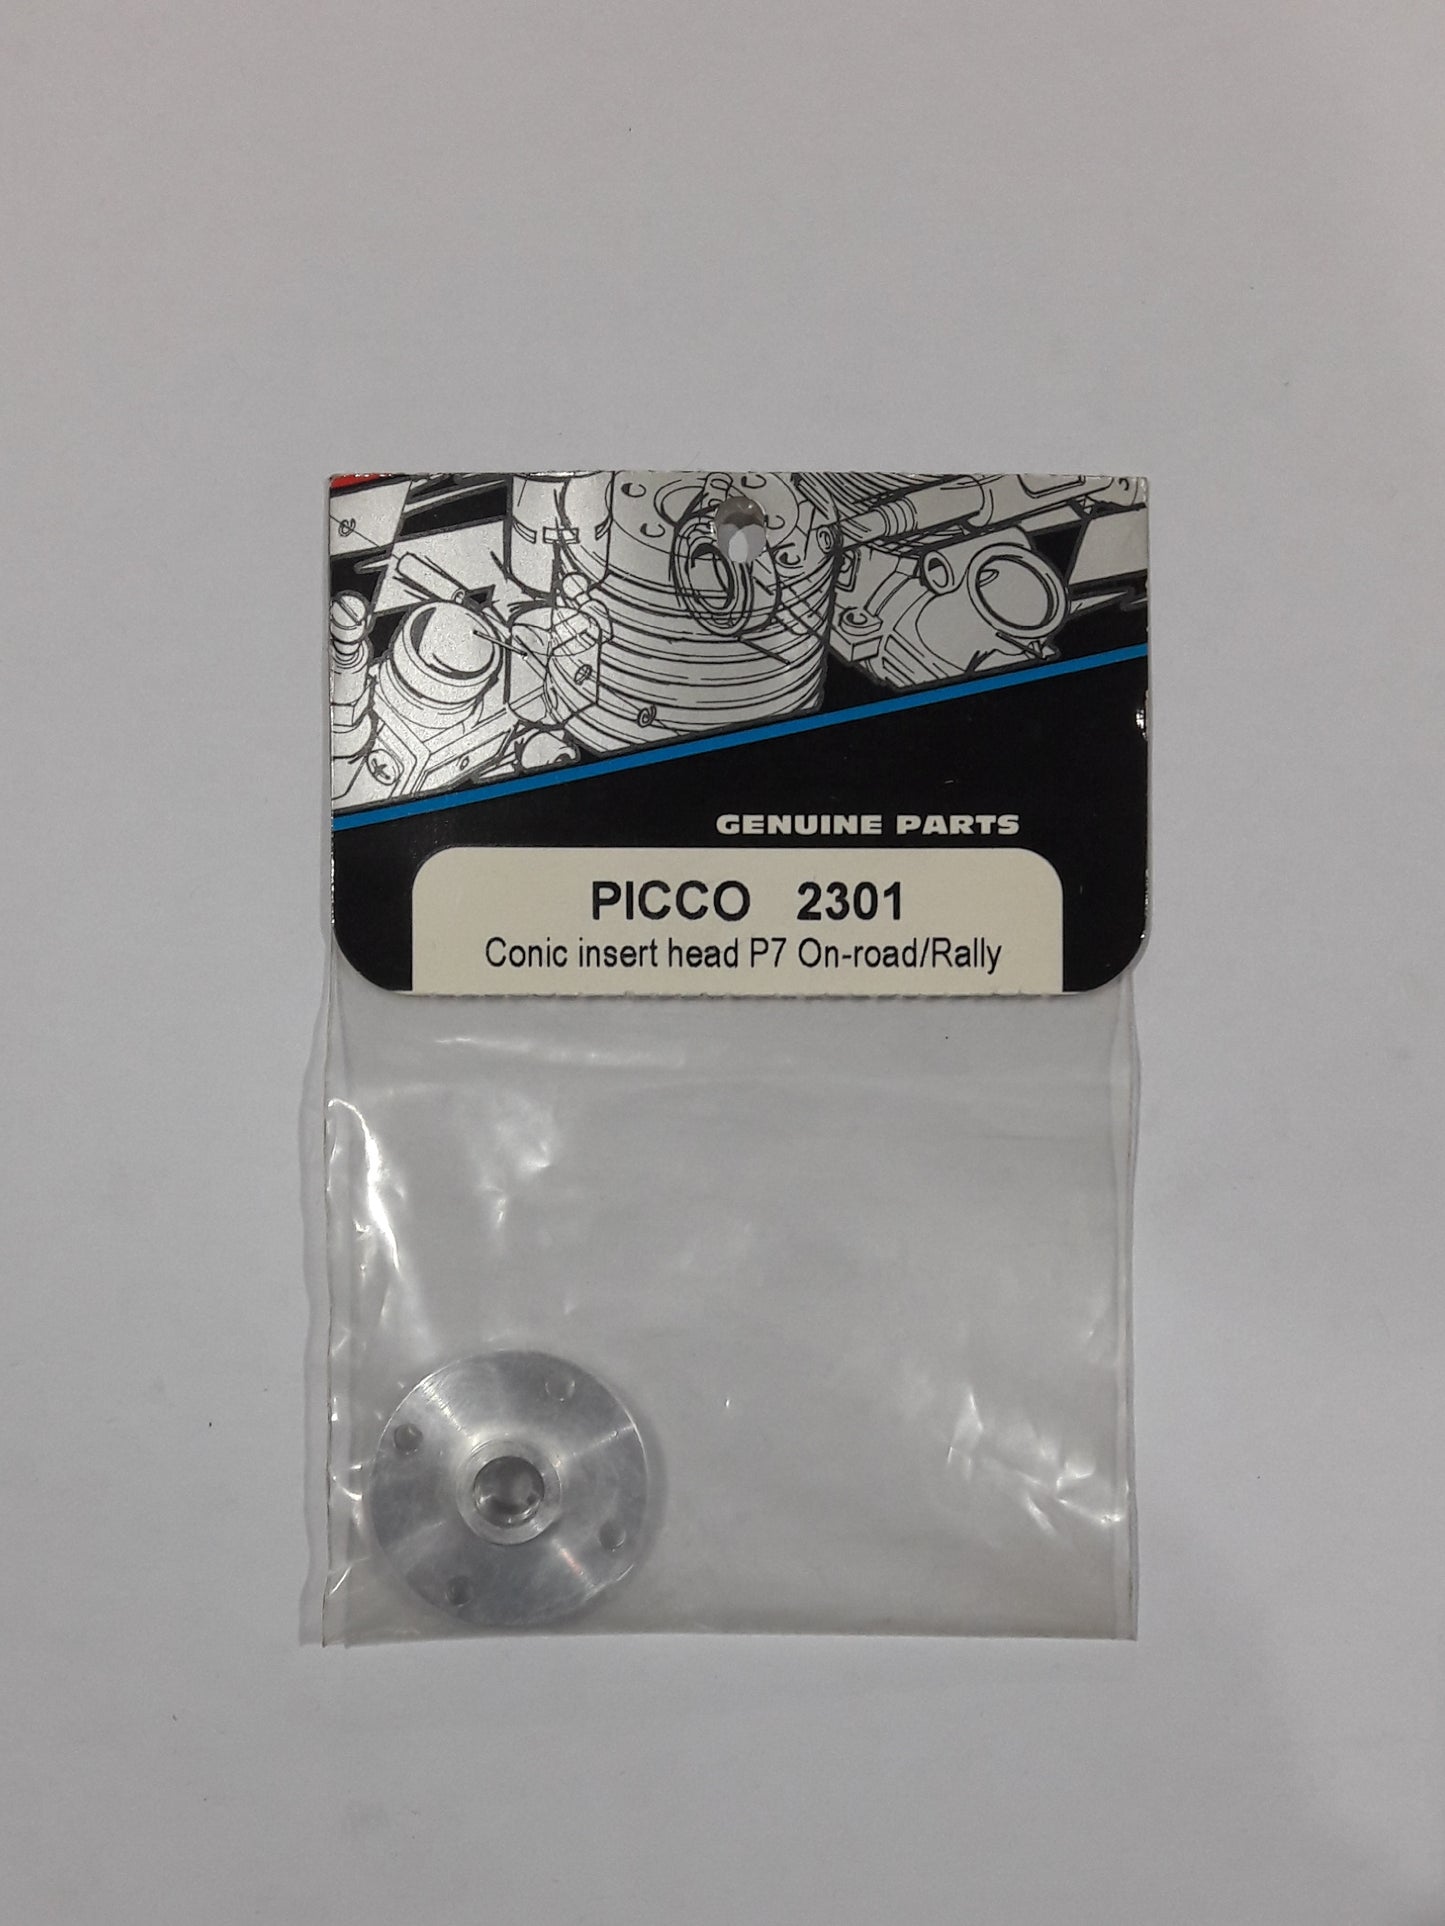 GENUINE PARTS
PICCO 2301
Conic insert head P7 On-road/Rally